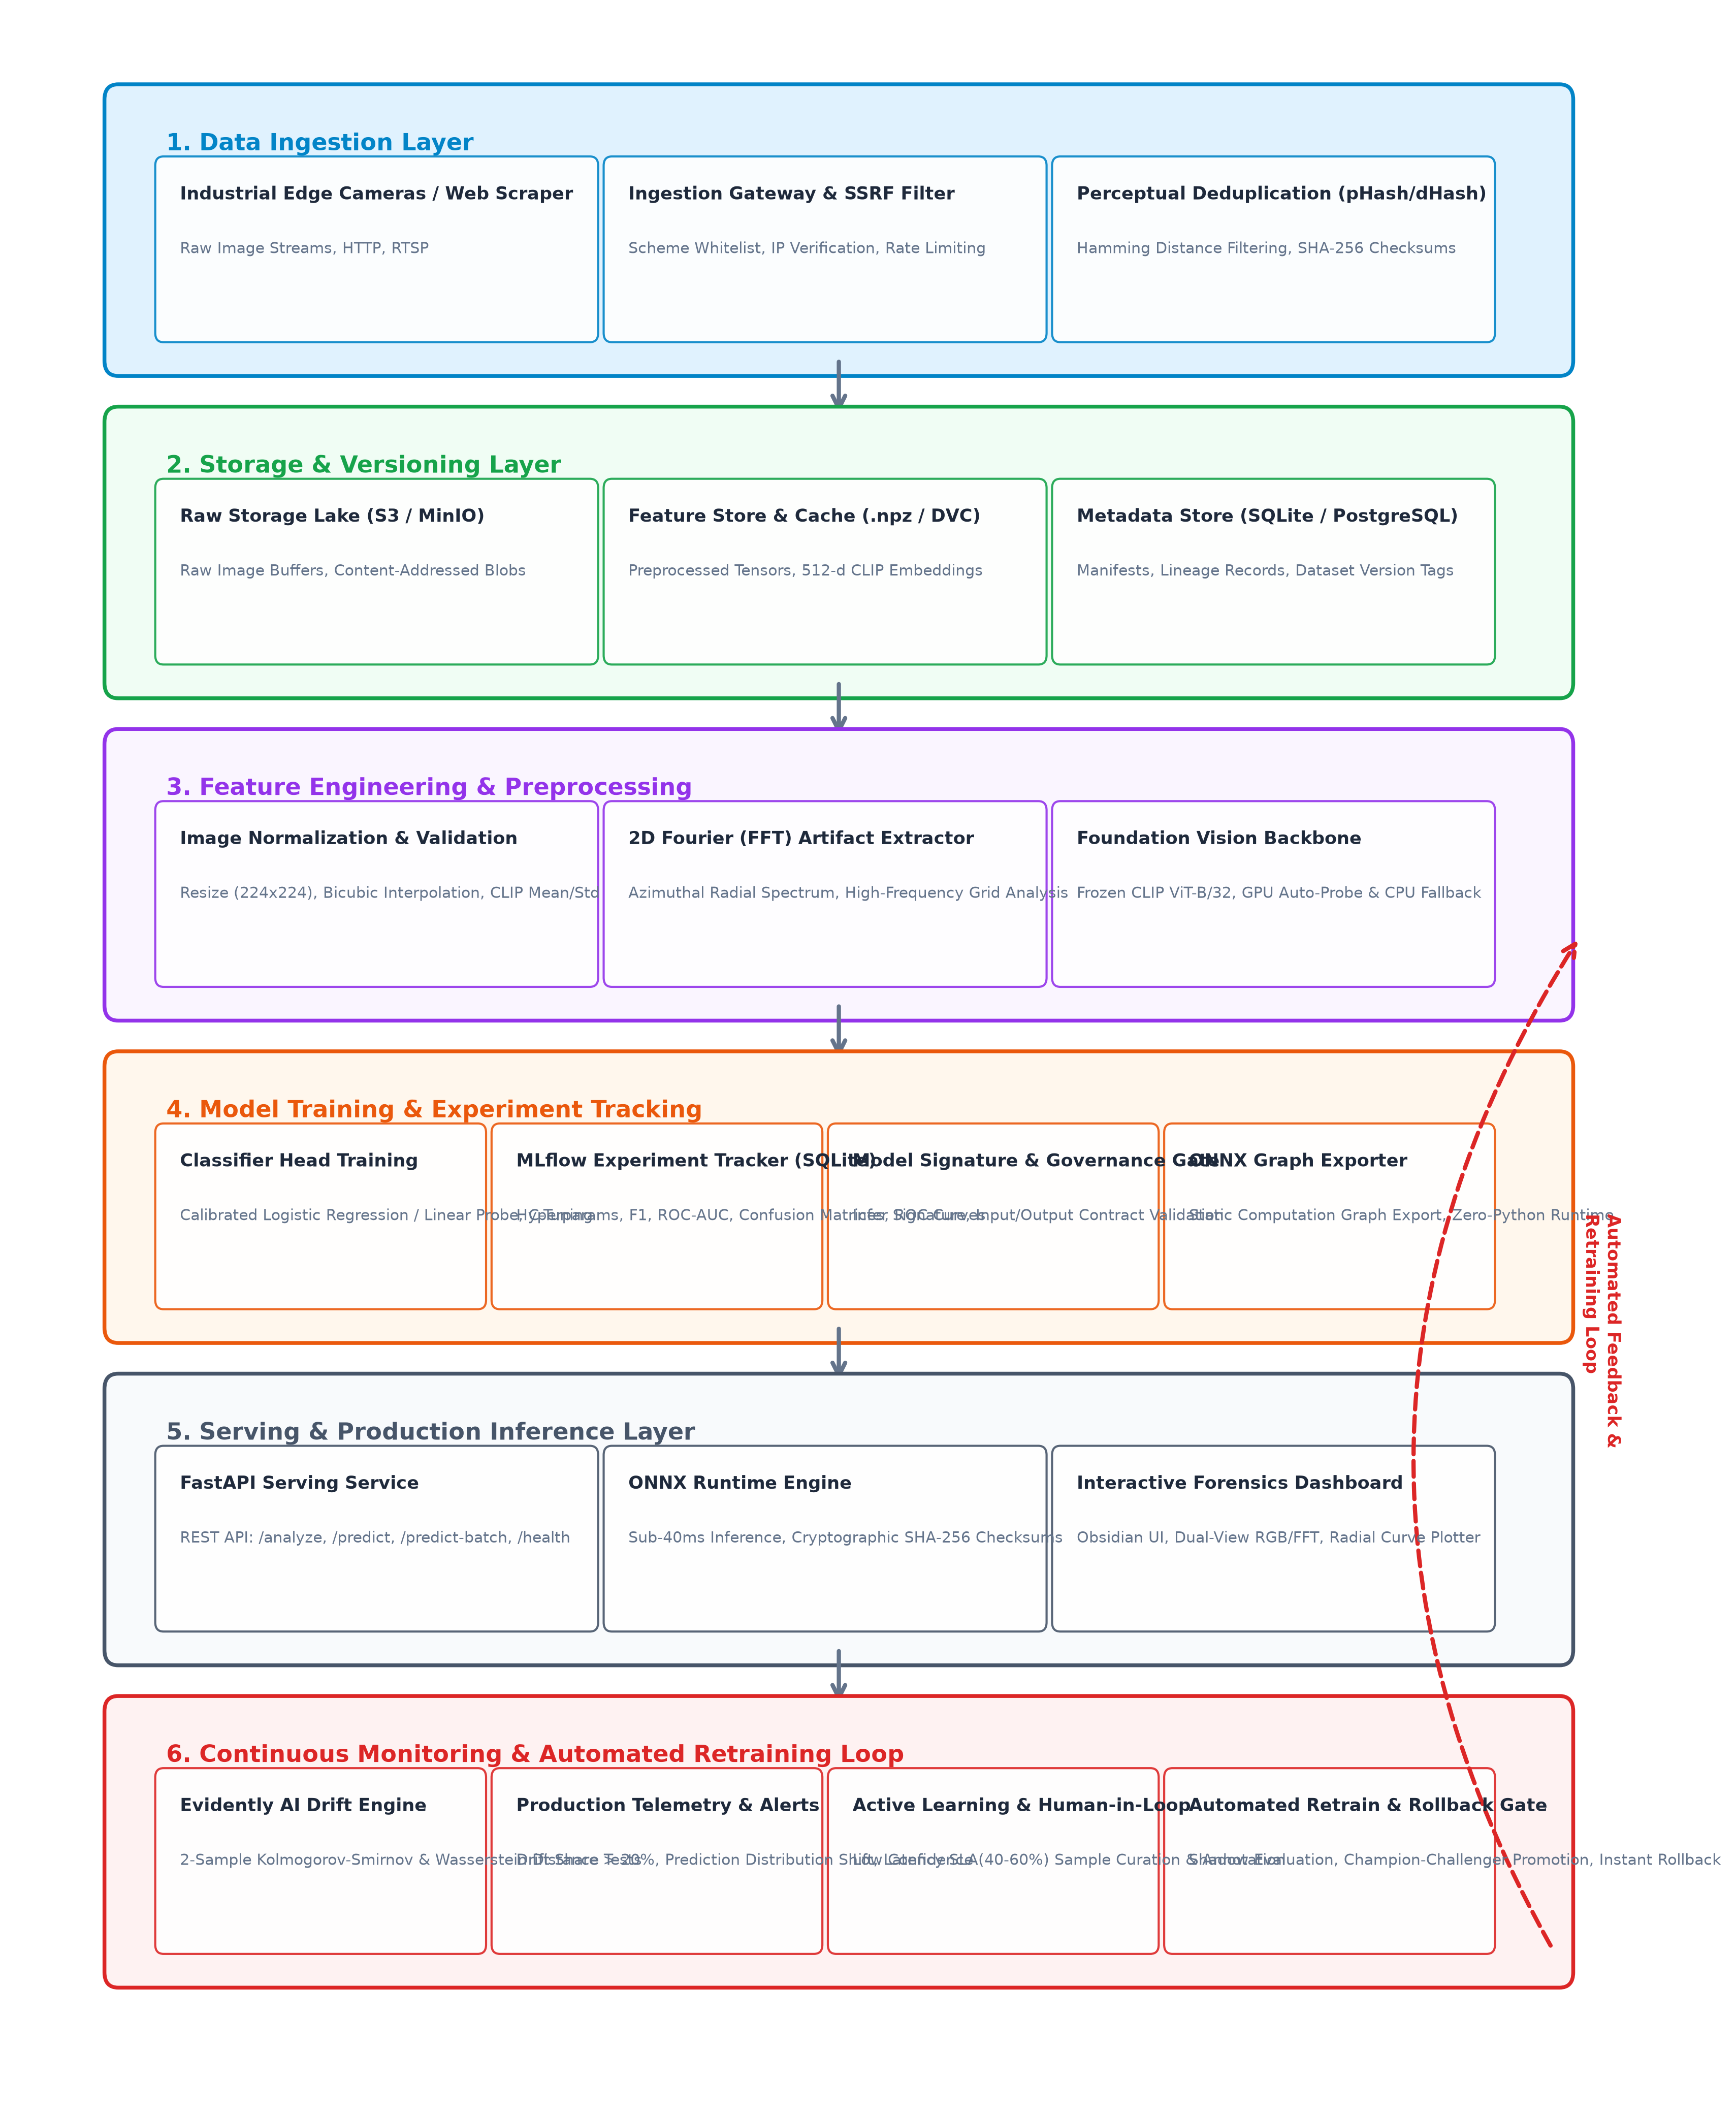 1. Data Ingestion Layer
Industrial Edge Cameras / Web Scraper
Raw Image Streams, HTTP, RTSP
Ingestion Gateway & SSRF Filter
Scheme Whitelist, IP Verification, Rate Limiting
Perceptual Deduplication (pHash/dHash)
Hamming Distance Filtering, SHA-256 Checksums
2. Storage & Versioning Layer
Raw Storage Lake (S3 / MinIO)
Raw Image Buffers, Content-Addressed Blobs
Feature Store & Cache (.npz / DVC)
Preprocessed Tensors, 512-d CLIP Embeddings
Metadata Store (SQLite / PostgreSQL)
Manifests, Lineage Records, Dataset Version Tags
3. Feature Engineering & Preprocessing
Image Normalization & Validation
Resize (224x224), Bicubic Interpolation, CLIP Mean/Std
2D Fourier (FFT) Artifact Extractor
Azimuthal Radial Spectrum, High-Frequency Grid Analysis
Foundation Vision Backbone
Frozen CLIP ViT-B/32, GPU Auto-Probe & CPU Fallback
4. Model Training & Experiment Tracking
Classifier Head Training
Calibrated Logistic Regression / Linear Probe, C-Tuning
MLflow Experiment Tracker (SQLite)
Hyperparams, F1, ROC-AUC, Confusion Matrices, ROC Curves
Model Signature & Governance Gate
Infer Signature, Input/Output Contract Validation
ONNX Graph Exporter
Static Computation Graph Export, Zero-Python Runtime
Automated Feedback &
Retraining Loop
5. Serving & Production Inference Layer
FastAPI Serving Service
REST API: /analyze, /predict, /predict-batch, /health
ONNX Runtime Engine
Sub-40ms Inference, Cryptographic SHA-256 Checksums
Interactive Forensics Dashboard
Obsidian UI, Dual-View RGB/FFT, Radial Curve Plotter
6. Continuous Monitoring & Automated Retraining Loop
Evidently AI Drift Engine
2-Sample Kolmogorov-Smirnov & Wasserstein Distance Tests
Production Telemetry & Alerts
Drift Share > 20%, Prediction Distribution Shift, Latency SLA
Active Learning & Human-in-Loop
Low Confidence (40-60%) Sample Curation & Annotation
Automated Retrain & Rollback Gate
Shadow Evaluation, Champion-Challenger Promotion, Instant Rollback